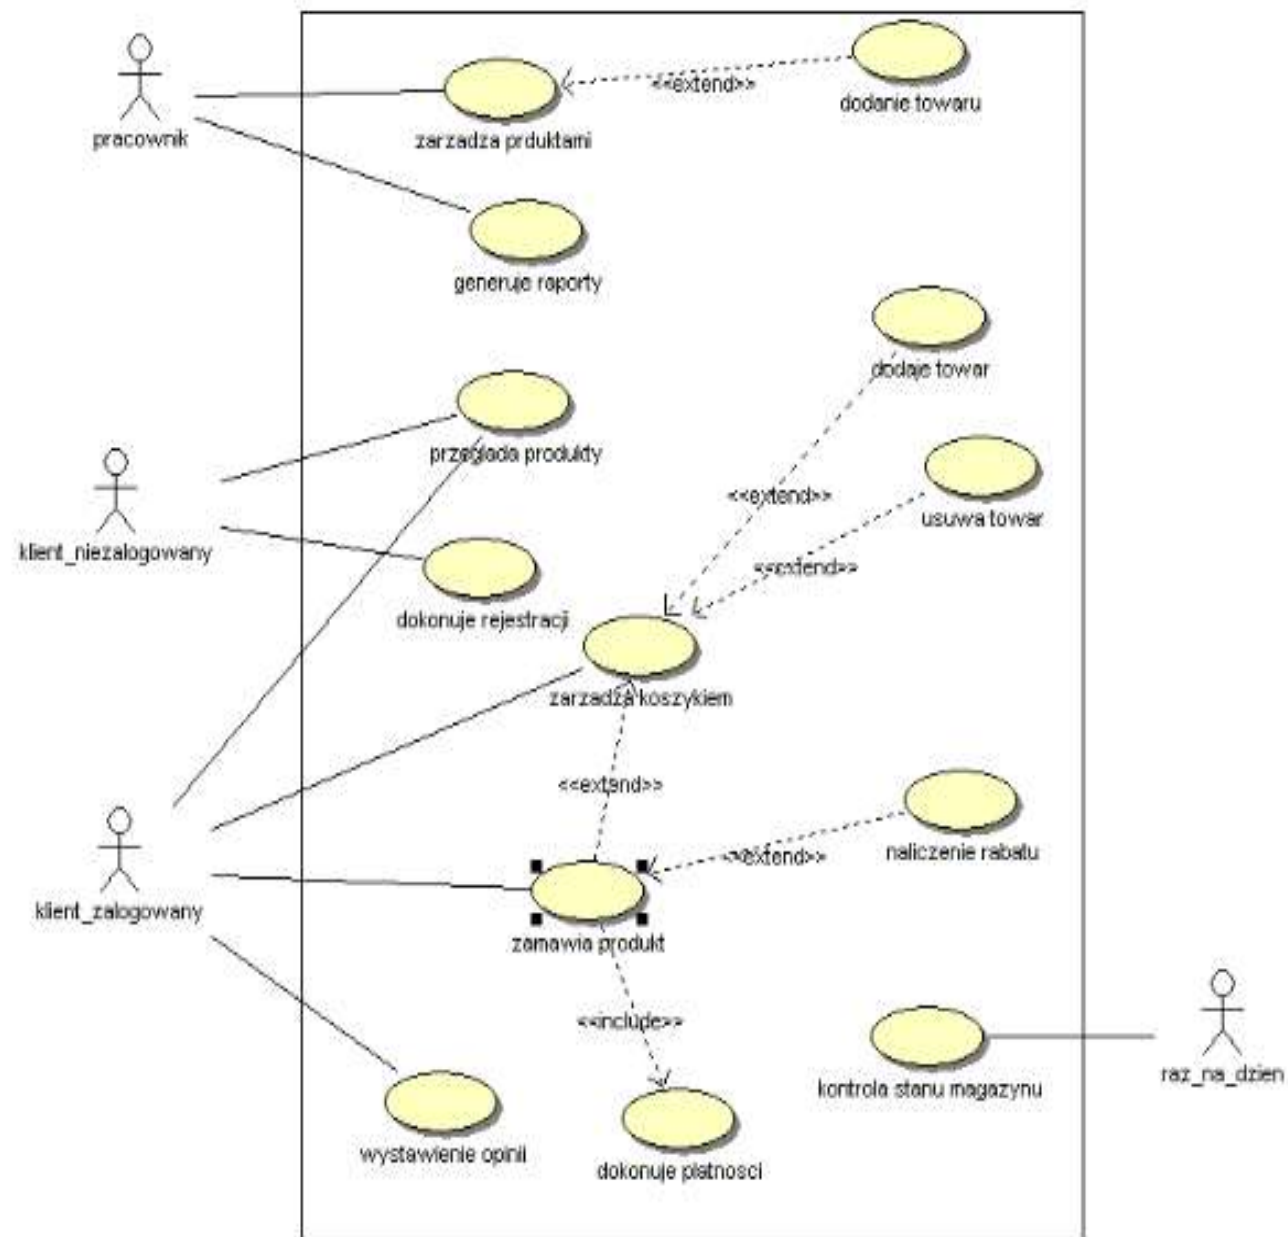 <<extend>>
dodanie towaru
pracownik
zarzadza prduktami
generuje raporty
dodaje towar
przeglada produkty
<<extend>>
usuwa towar
klient_niezalogowany
<<extend>>
dokonuje rejestracji
zarzadza koszykiem
<<extend>>
<<extend>>
naliczenie rabatu
klient_zalogowany
zamawia produkt
<<include>>
kontrola stanu magazynu
raz_na_dzien
wystawienie opinii
dokonuje platnosci